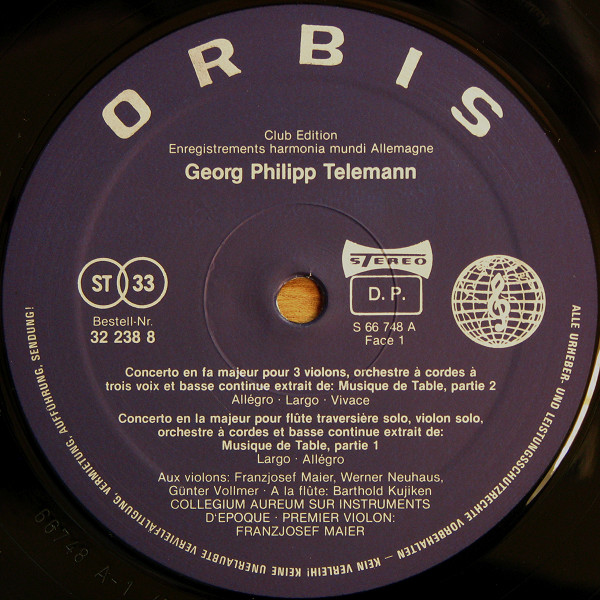 ORBIS
Club Edition
Enregistrements harmonia mundi Allemagne
Georg Philipp Telemann
ST 33
Bestell-Nr.
32 238 8
STEREO
D. P.
S 66 748 A
Face 1
Concerto en fa majeur pour 3 violons, orchestre à cordes à
trois voix et basse continue extrait de: Musique de Table, partie 2
Allégro · Largo · Vivace
Concerto en la majeur pour flûte traversière solo, violon solo,
orchestre à cordes et basse continue extrait de:
Musique de Table, partie 1
Largo · Allégro
Aux violons: Franzjosef Maier, Werner Neuhaus,
Günter Vollmer · A la flûte: Barthold Kujiken
COLLEGIUM AUREUM SUR INSTRUMENTS
D'EPOQUE · PREMIER VIOLON:
FRANZJOSEF MAIER
ALLE URHEBER- UND LEISTUNGSSCHUTZRECHTE VORBEHALTEN – KEIN VERLEIH! KEINE UNERLAUBTE VERVIELFÄLTIGUNG, VERMIETUNG, AUFFÜHRUNG, SENDUNG!
66748 A-1